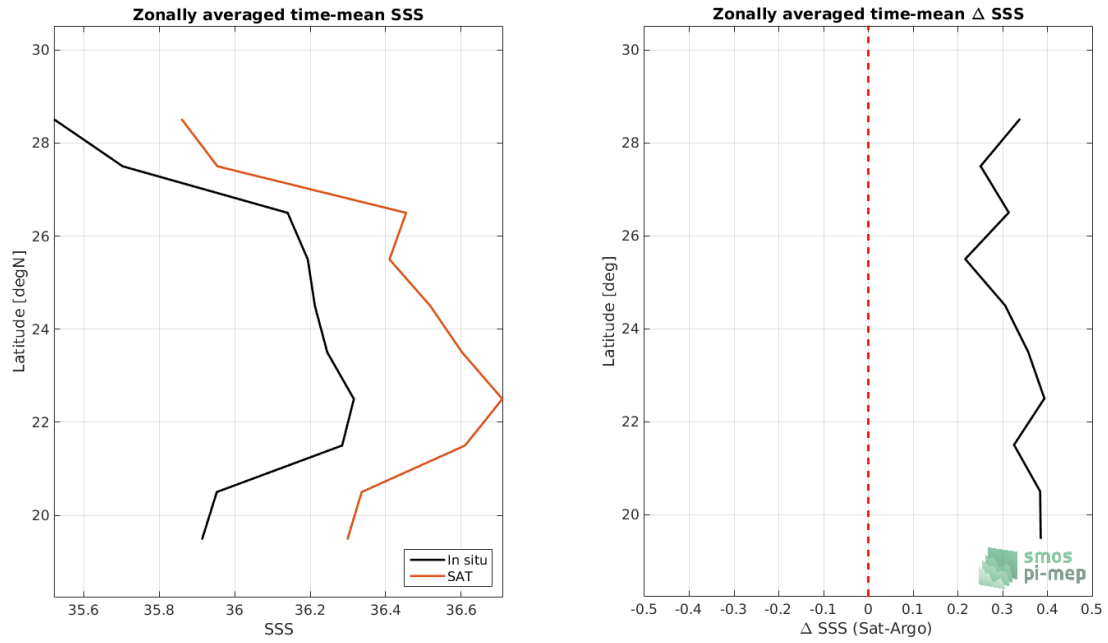 Zonally averaged time-mean SSS
30
28
26
24
22
20
Latitude [degN]
35.6 35.8 36 36.2 36.4 36.6
SSS
In situ
SAT
Zonally averaged time-mean Δ SSS
30
28
26
24
22
20
Latitude [deg]
-0.5 -0.4 -0.3 -0.2 -0.1 0 0.1 0.2 0.3 0.4 0.5
Δ SSS (Sat-Argo)
smos
pi-mep